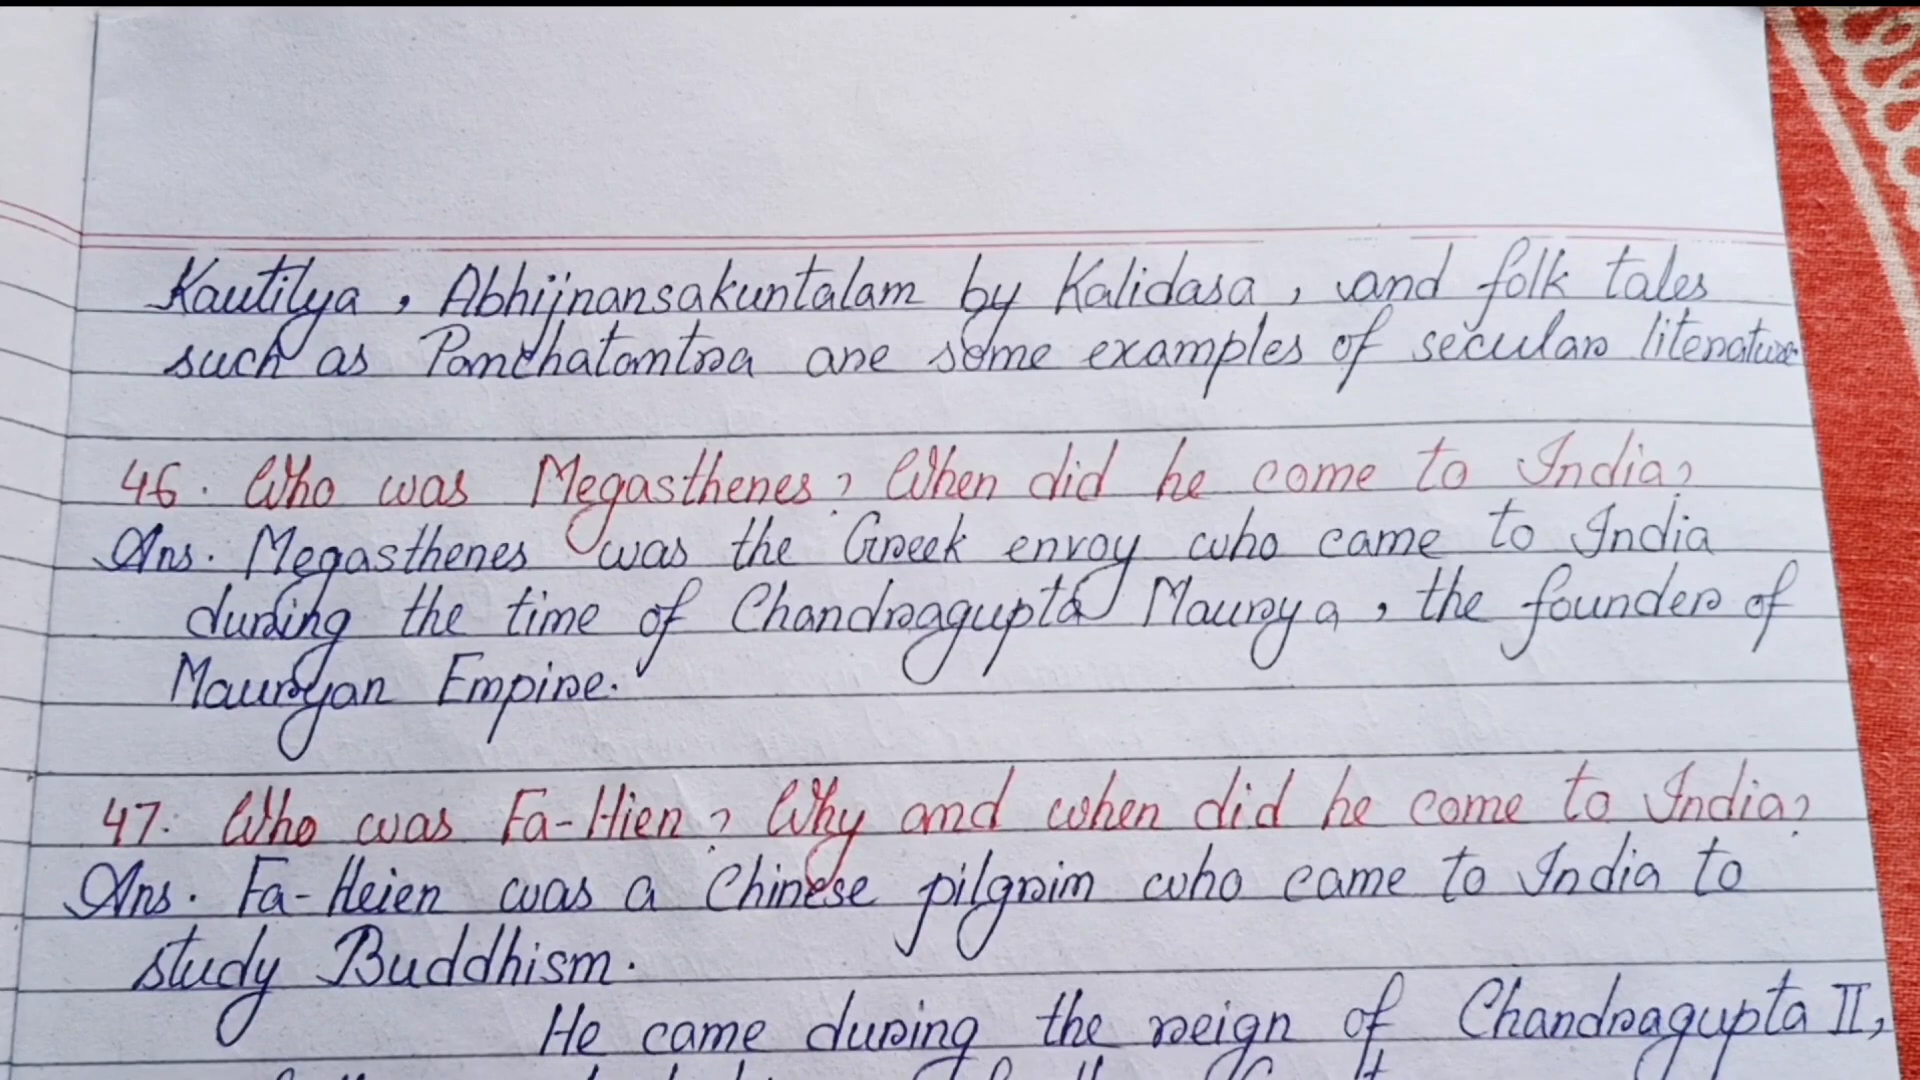 Kautilya, Abhijnansakuntalam by Kalidasa, and folk tales
such as Panchatantra are some examples of secular literature
46. Who was Megasthenes? When did he come to India?
Ans. Megasthenes was the Greek envoy who came to India
during the time of Chandragupta Maurya, the founder of
Mauryan Empire.
47. Who was Fa-Hien? Why and when did he come to India?
Ans. Fa-Heien was a Chinese pilgrim who came to India to
study Buddhism.
He came during the reign of Chandragupta II,